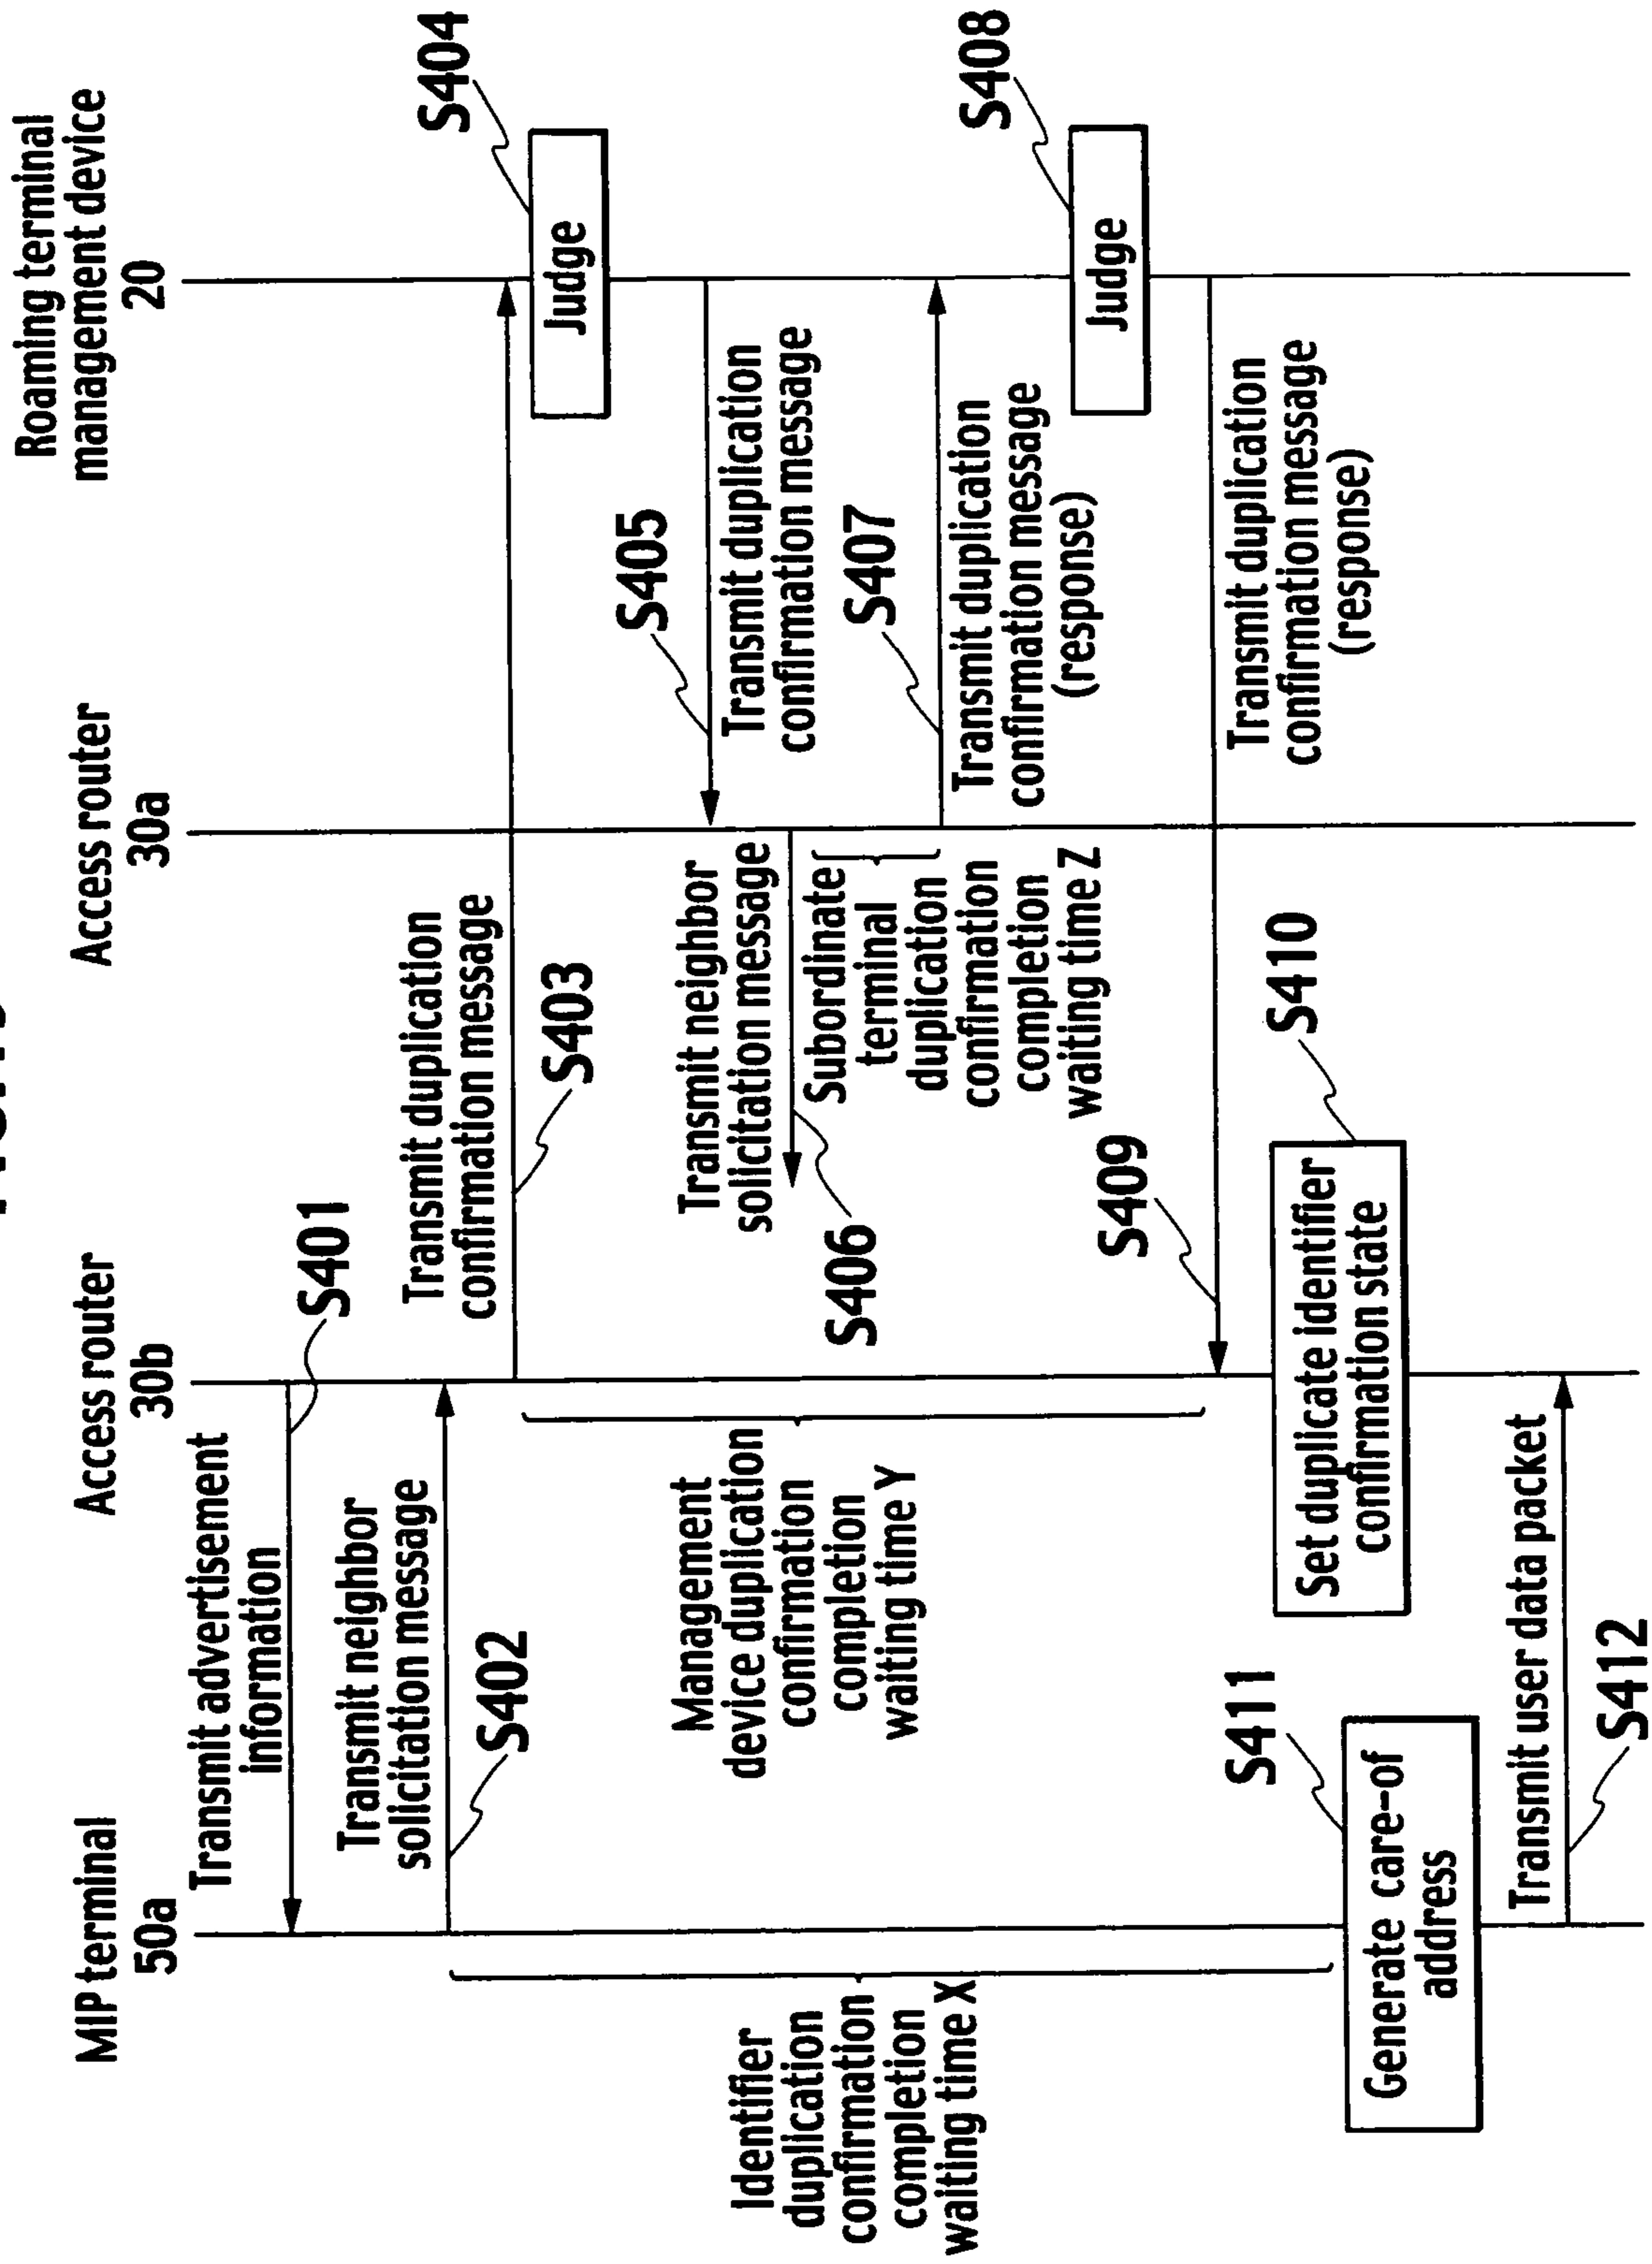 MIP terminal
50a
Access router
30b
Access router
30a
Roaming terminal
management device
20
Transmit advertisement
information
S401
Transmit neighbor
solicitation message
S402
Transmit duplication
confirmation message
S403
S404
Judge
S405
Transmit duplication
confirmation message
Transmit neighbor
solicitation message
S406
Subordinate
terminal
duplication
confirmation
completion
waiting time Z
S407
Transmit duplication
confirmation message
(response)
S408
Judge
Identifier
duplication
confirmation
completion
waiting time X
Management
device duplication
confirmation
completion
waiting time Y
S409
Transmit duplication
confirmation message
(response)
S410
Set duplicate identifier
confirmation state
S411
Generate care-of
address
Transmit user data packet
S412